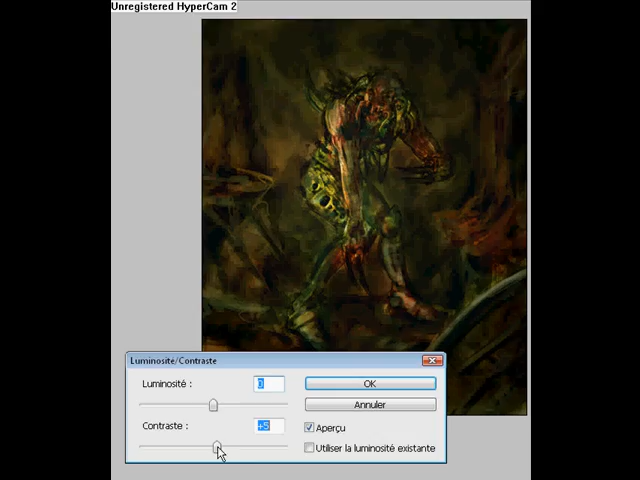 Unregistered HyperCam 2
Luminosité/Contraste
Luminosité :
0
OK
Annuler
Contraste :
+5
Aperçu
Utiliser la luminosité existante